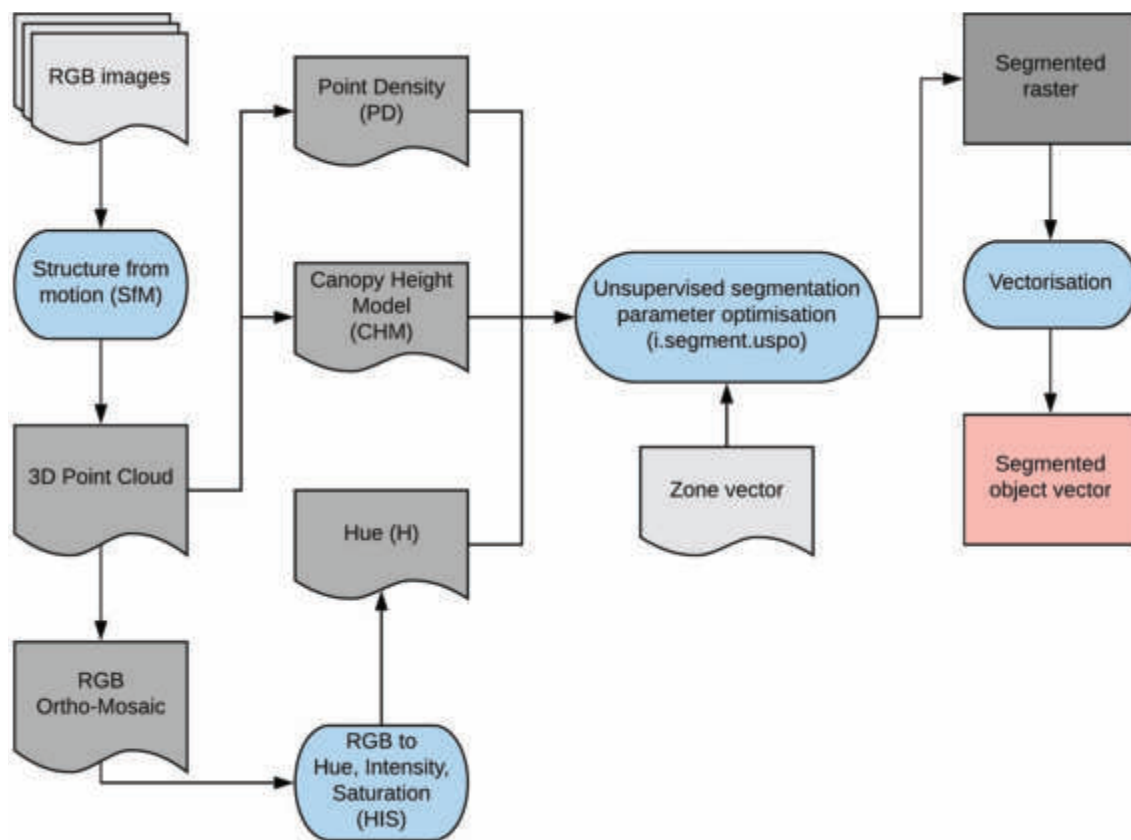 RGB images
Structure from
motion (SfM)
3D Point Cloud
RGB
Ortho-Mosaic
RGB to
Hue, Intensity,
Saturation
(HIS)
Point Density
(PD)
Canopy Height
Model
(CHM)
Hue (H)
Unsupervised segmentation
parameter optimisation
(i.segment.uspo)
Zone vector
Segmented
raster
Vectorisation
Segmented
object vector